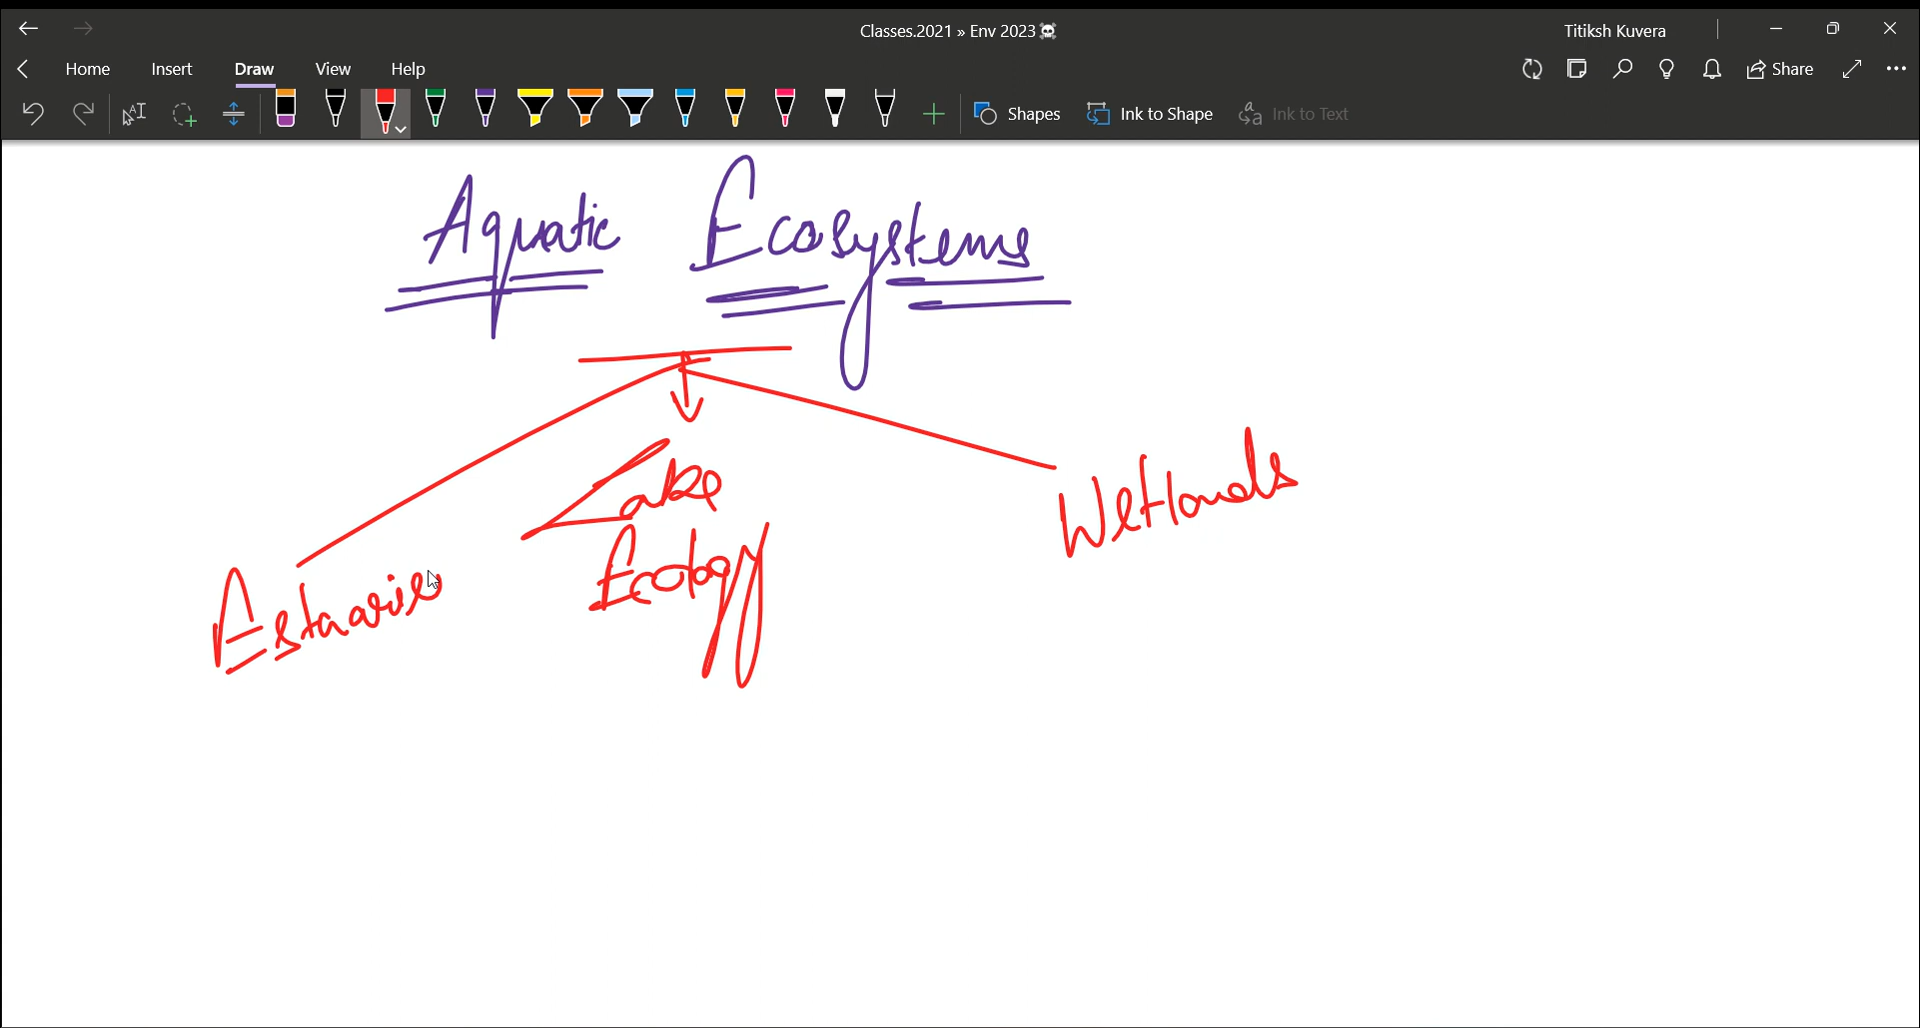 Classes.2021 » Env 2023☠
Titiksh Kuvera
Home Insert Draw View Help
Share
Shapes Ink to Shape Ink to Text
Aquatic Ecosystems
Lake
Ecology
Wetlands
Estuaries